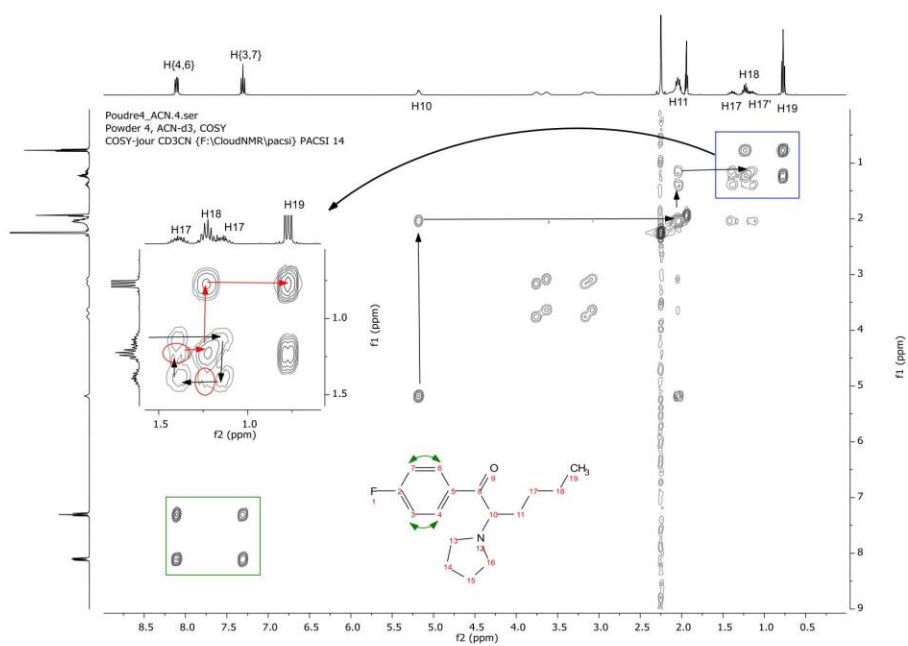 H{4,6}
H{3,7}
H10
H11
H17
H18
H17'
H19
Poudre4_ACN.4.ser
Powder 4, ACN-d3, COSY
COSY-jour CD3CN {F:\CloudNMR\pacsi} PACSI 14
H17
H18
H17
H19
1.0
1.5
f1 (ppm)
1.5
1.0
f2 (ppm)
1
2
3
4
5
6
7
8
9
f1 (ppm)
F
1
2
3
4
5
6
7
8
O
9
10
11
N
12
13
14
15
16
17
18
19
CH3
8.5 8.0 7.5 7.0 6.5 6.0 5.5 5.0 4.5 4.0 3.5 3.0 2.5 2.0 1.5 1.0 0.5
f2 (ppm)